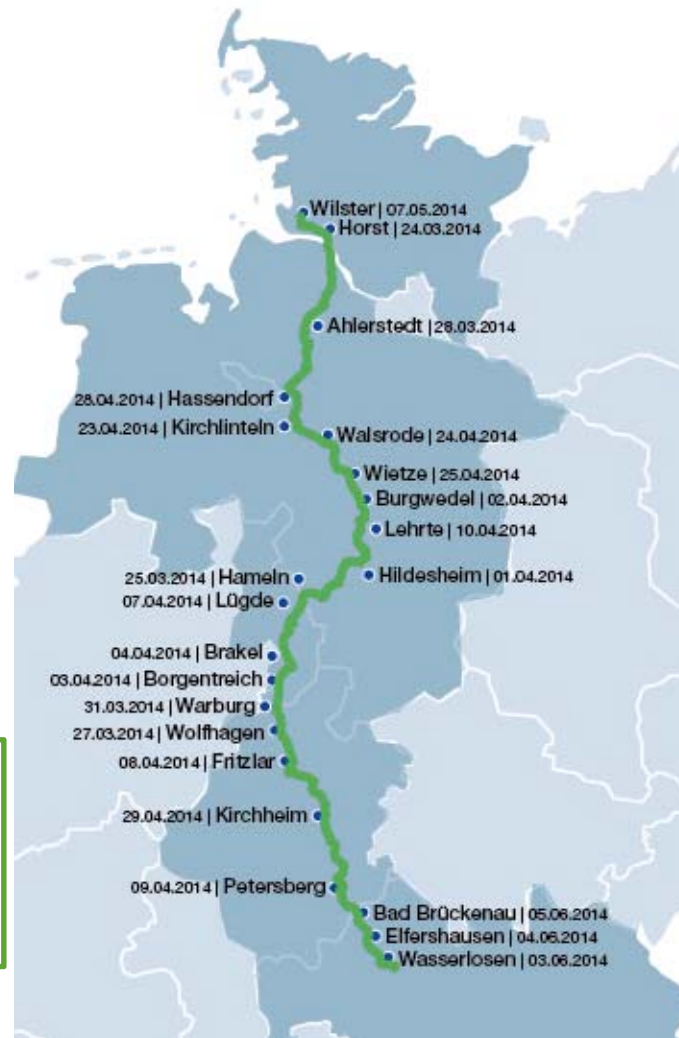 Wilster | 07.05.2014
Horst | 24.03.2014
Ahlerstedt | 28.03.2014
28.04.2014 | Hassendorf
23.04.2014 | Kirchlinteln
Walsrode | 24.04.2014
Wietze | 25.04.2014
Burgwedel | 02.04.2014
Lehrte | 10.04.2014
25.03.2014 | Hameln
Hildesheim | 01.04.2014
07.04.2014 | Lügde
04.04.2014 | Brakel
03.04.2014 | Borgentreich
31.03.2014 | Warburg
27.03.2014 | Wolfhagen
08.04.2014 | Fritzlar
29.04.2014 | Kirchheim
09.04.2014 | Petersberg
Bad Brückenau | 05.06.2014
Elfershausen | 04.06.2014
Wasserlosen | 03.06.2014